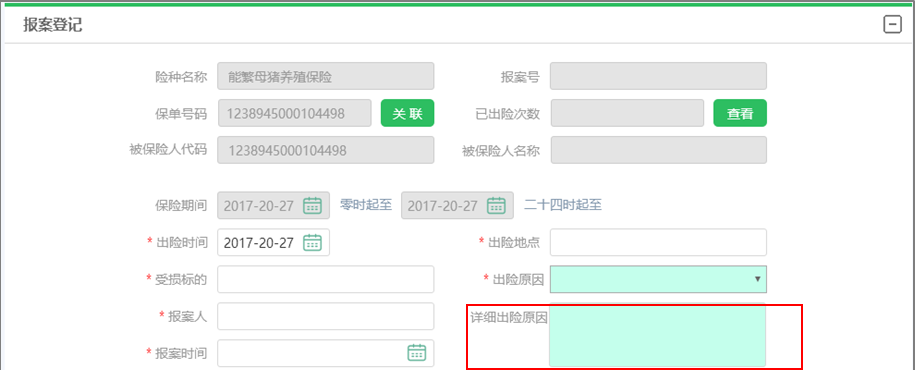 报案登记
险种名称 能繁母猪养殖保险 报案号
保单号码 1238945000104498 关 联 已出险次数 查看
被保险人代码 1238945000104498 被保险人名称
保险期间 2017-20-27 零时起至 2017-20-27 二十四时起至
* 出险时间 2017-20-27 * 出险地点
* 受损标的 * 出险原因
* 报案人 详细出险原因
* 报案时间